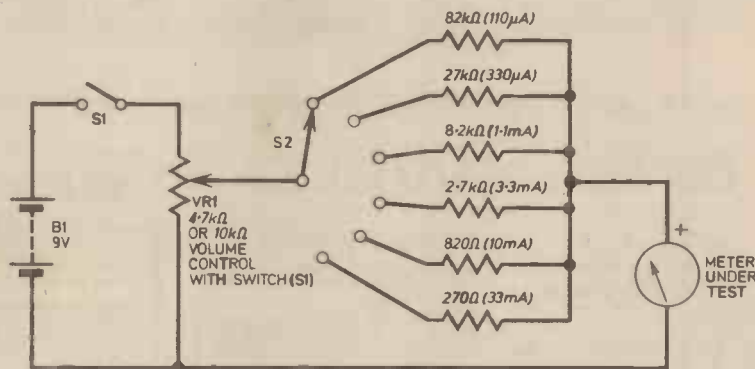 82kΩ(110µA)
27kΩ(330µA)
8·2kΩ(1·1mA)
2·7kΩ(3·3mA)
820Ω(10mA)
270Ω(33mA)
S1
S2
B1
9V
VR1
4·7kΩ
OR 10kΩ
VOLUME
CONTROL
WITH SWITCH(S1)
+
METER
UNDER
TEST